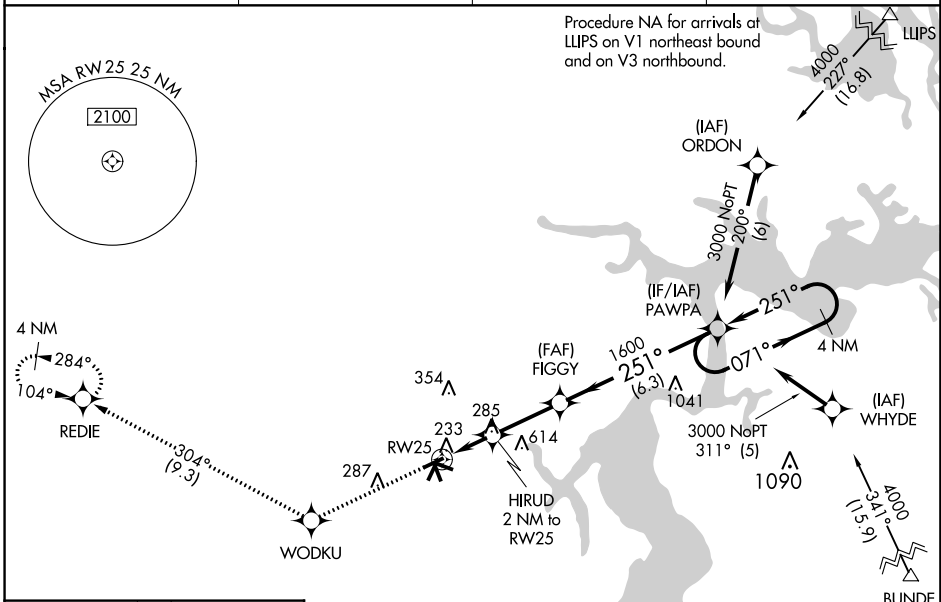 Procedure NA for arrivals at
LLIPS on V1 northeast bound
and on V3 northbound.
LLIPS
4000
227°
(16.8)
MSA RW25 25 NM
2100
(IAF)
ORDON
3000 NoPT
200°
(6)
(IF/IAF)
PAWPA
251°
071°
4 NM
1600
251°
(6.3)
1041
(FAF)
FIGGY
(IAF)
WHYDE
3000 NoPT
311° (5)
1090
4 NM
284°
104°
REDIE
354
285
233
614
RW25
287
304°
(9.3)
HIRUD
2 NM to
RW25
WODKU
4000
341°
(15.9)
BUNDE